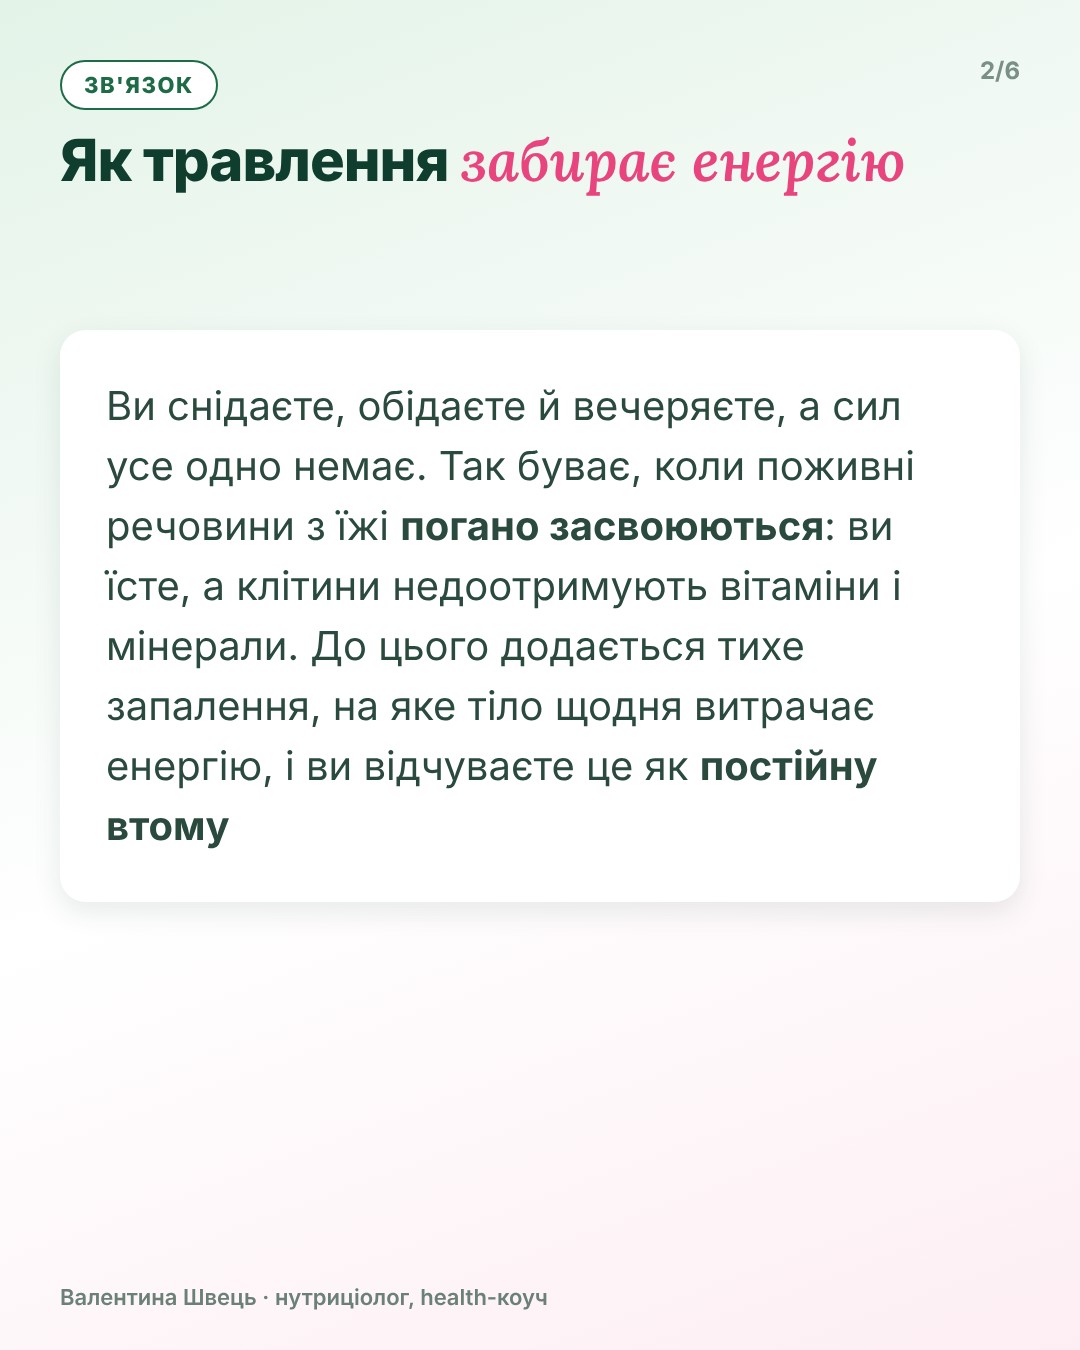 ЗВ'ЯЗОК
2/6
Як травлення забирає енергію
Ви снідаєте, обідаєте й вечеряєте, а сил
усе одно немає. Так буває, коли поживні
речовини з їжі погано засвоюються: ви
їсте, а клітини недоотримують вітаміни і
мінерали. До цього додається тихе
запалення, на яке тіло щодня витрачає
енергію, і ви відчуваєте це як постійну
втому
Валентина Швець · нутриціолог, health-коуч